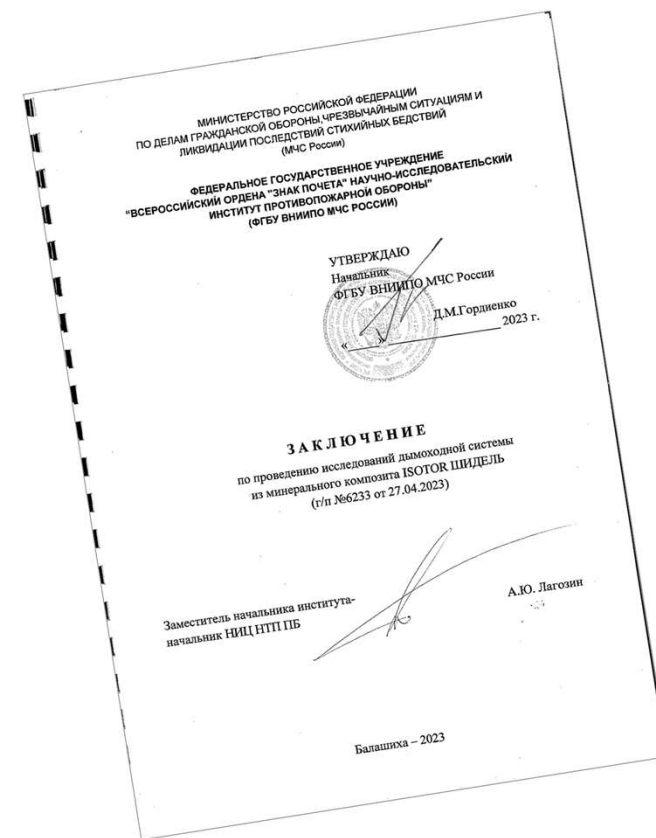 МИНИСТЕРСТВО РОССИЙСКОЙ ФЕДЕРАЦИИ
ПО ДЕЛАМ ГРАЖДАНСКОЙ ОБОРОНЫ,ЧРЕЗВЫЧАЙНЫМ СИТУАЦИЯМ И
ЛИКВИДАЦИИ ПОСЛЕДСТВИЙ СТИХИЙНЫХ БЕДСТВИЙ
(МЧС России)
ФЕДЕРАЛЬНОЕ ГОСУДАРСТВЕННОЕ УЧРЕЖДЕНИЕ
"ВСЕРОССИЙСКИЙ ОРДЕНА "ЗНАК ПОЧЕТА" НАУЧНО-ИССЛЕДОВАТЕЛЬСКИЙ
ИНСТИТУТ ПРОТИВОПОЖАРНОЙ ОБОРОНЫ"
(ФГБУ ВНИИПО МЧС РОССИИ)
УТВЕРЖДАЮ
Начальник
ФГБУ ВНИИПО МЧС России
Д.М.Гордиенко
«____»____________ 2023 г.
ЗАКЛЮЧЕНИЕ
по проведению исследований дымоходной системы
из минерального композита ISOTOR ШИДЕЛЬ
(г/п №6233 от 27.04.2023)
Заместитель начальника института-
начальник НИЦ НТП ПБ
А.Ю. Лагозин
Балашиха – 2023